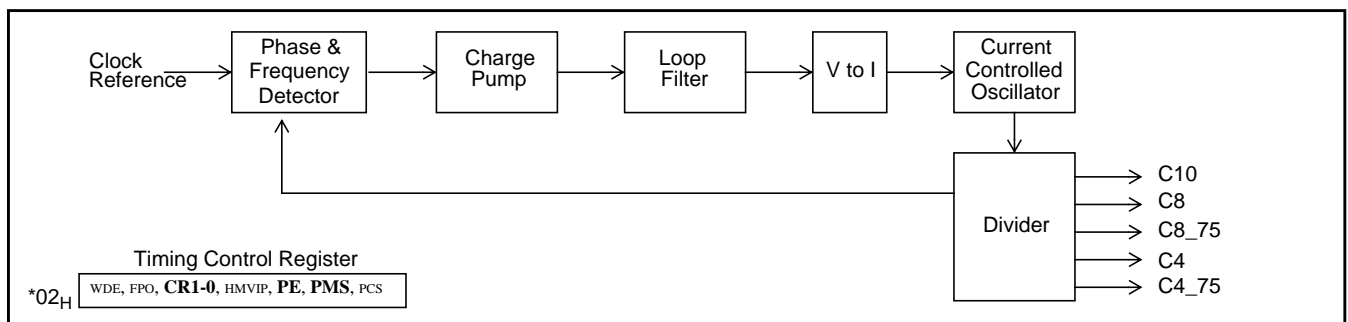 Clock
Reference
Phase &
Frequency
Detector
Charge
Pump
Loop
Filter
V to I
Current
Controlled
Oscillator
Divider
C10
C8
C8_75
C4
C4_75
Timing Control Register
*02H
WDE, FPO, CR1-0, HMVIP, PE, PMS, PCS